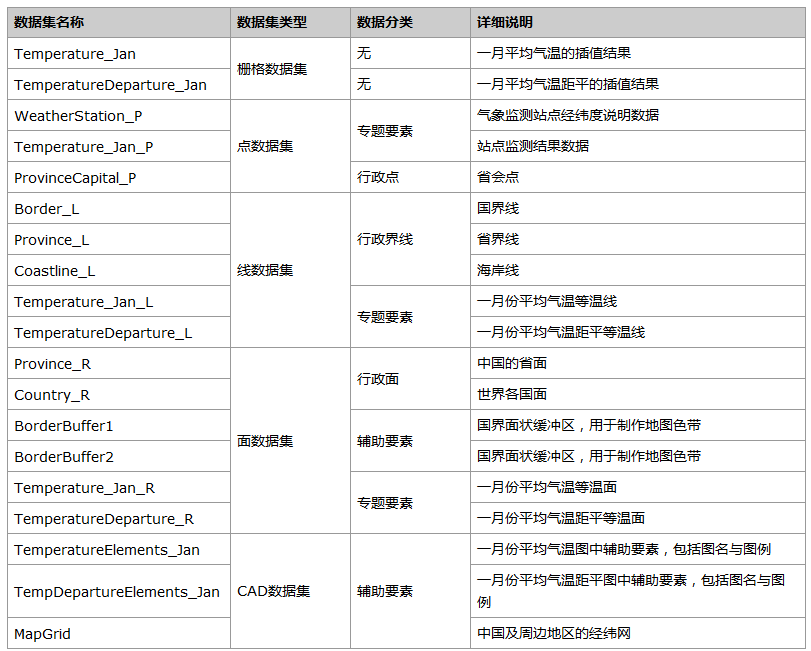 数据集名称 数据集类型 数据分类 详细说明
Temperature_Jan 栅格数据集 无 一月平均气温的插值结果
TemperatureDeparture_Jan 无 一月平均气温距平的插值结果
WeatherStation_P 点数据集 专题要素 气象监测站点经纬度说明数据
Temperature_Jan_P 站点监测结果数据
ProvinceCapital_P 行政点 省会点
Border_L 线数据集 行政界线 国界线
Province_L 省界线
Coastline_L 海岸线
Temperature_Jan_L 专题要素 一月份平均气温等温线
TemperatureDeparture_L 一月份平均气温距平等温线
Province_R 面数据集 行政面 中国的省面
Country_R 世界各国面
BorderBuffer1 辅助要素 国界面状缓冲区，用于制作地图色带
BorderBuffer2 国界面状缓冲区，用于制作地图色带
Temperature_Jan_R 专题要素 一月份平均气温等温面
TemperatureDeparture_R 一月份平均气温距平等温面
TemperatureElements_Jan CAD数据集 辅助要素 一月份平均气温图中辅助要素，包括图名与图例
TempDepartureElements_Jan 一月份平均气温距平图中辅助要素，包括图名与图
例
MapGrid 中国及周边地区的经纬网